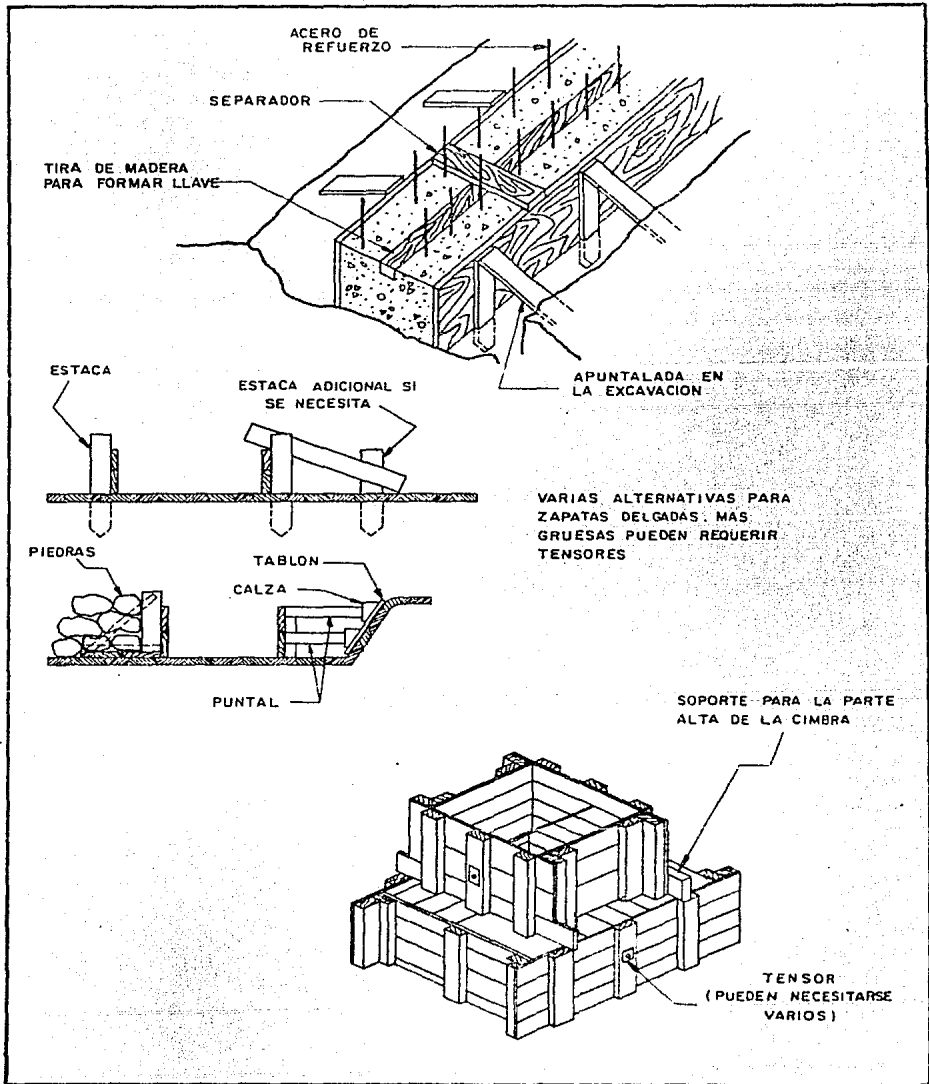 ACERO DE
REFUERZO
SEPARADOR
TIRA DE MADERA
PARA FORMAR LLAVE
APUNTALADA EN
LA EXCAVACION
ESTACA
ESTACA ADICIONAL SI
SE NECESITA
VARIAS ALTERNATIVAS PARA
ZAPATAS DELGADAS. MAS
GRUESAS PUEDEN REQUERIR
TENSORES
PIEDRAS
TABLON
CALZA
PUNTAL
SOPORTE PARA LA PARTE
ALTA DE LA CIMBRA
TENSOR
(PUEDEN NECESITARSE
VARIOS)